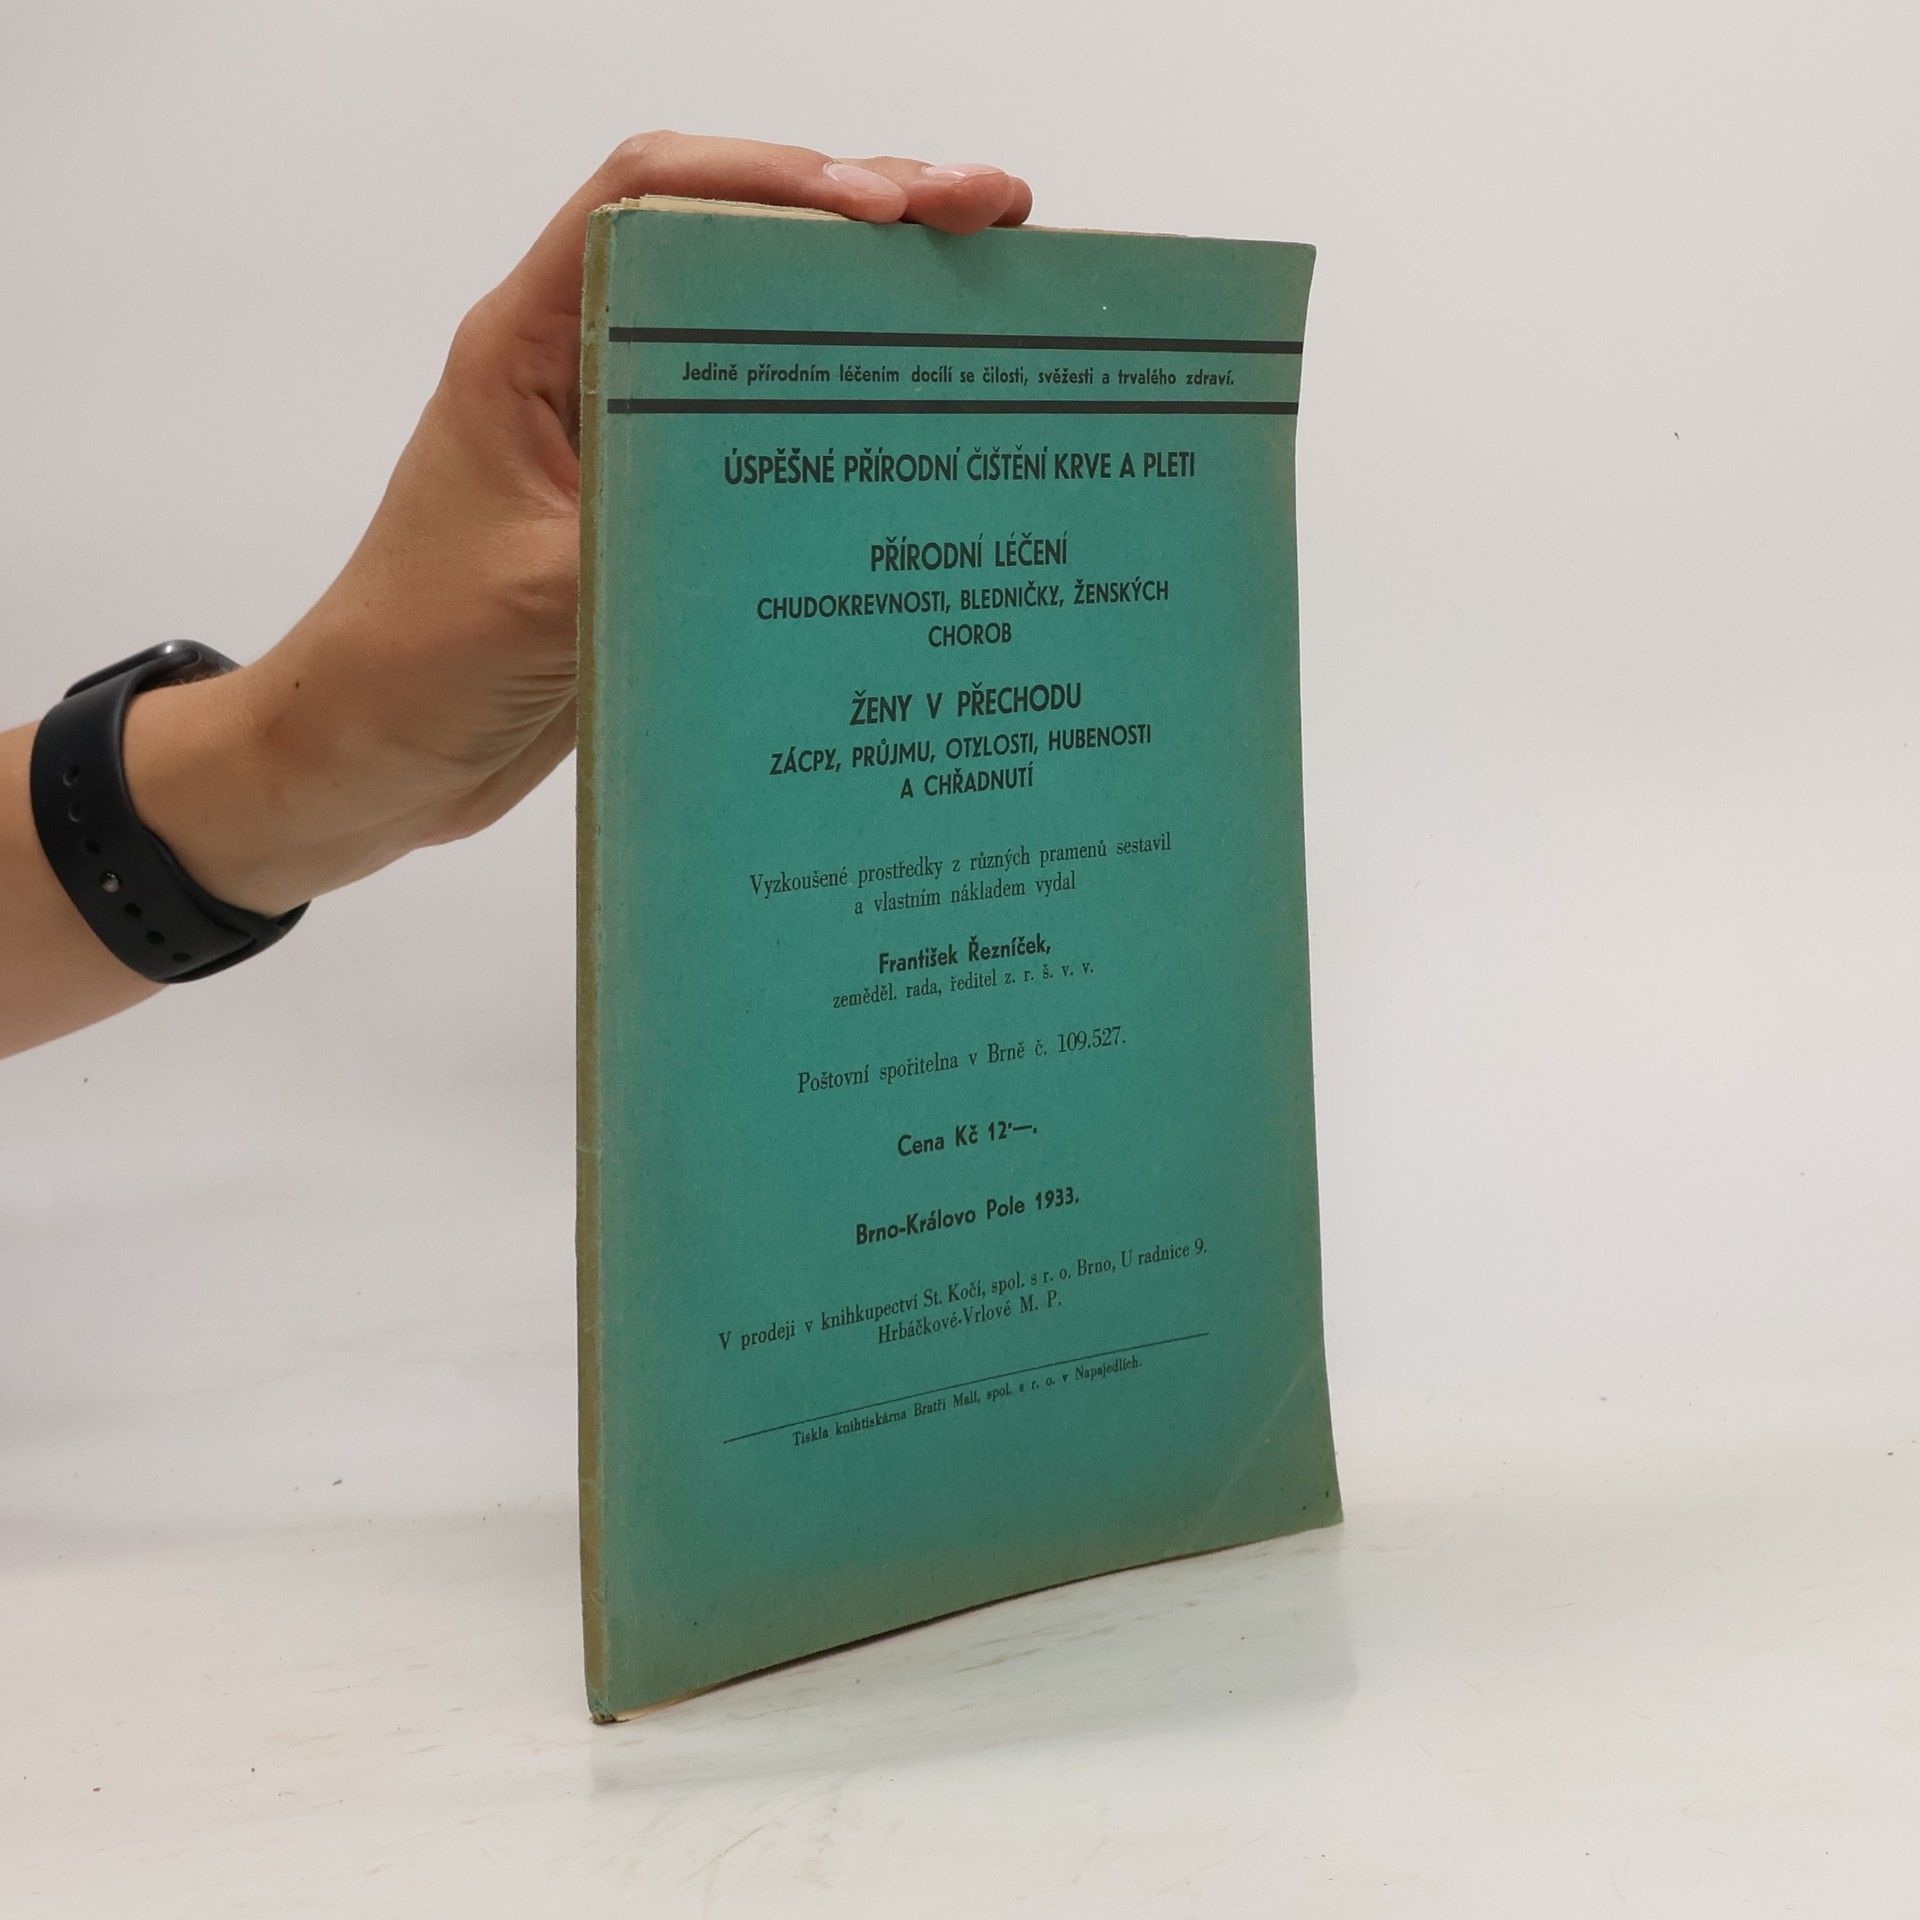 Jedině přírodním léčením docílí se čilosti, svěžesti a trvalého zdraví.
ÚSPĚŠNÉ PŘÍRODNÍ ČIŠTĚNÍ KRVE A PLETI
PŘÍRODNÍ LÉČENÍ
CHUDOKREVNOSTI, BLEDNIČKY, ŽENSKÝCH
CHOROB
ŽENY V PŘECHODU
ZÁCPY, PRŮJMU, OTYLOSTI, HUBENOSTI
A CHŘADNUTÍ
Vyzkoušené prostředky z různých pramenů sestavil
a vlastním nákladem vydal
František Řezníček,
zeměděl. rada, ředitel z. r. š. v. v.
Poštovní spořitelna v Brně č. 109.527.
Cena Kč 12·—.
Brno-Královo Pole 1933.
V prodeji v knihkupectví St. Kočí, spol. s r. o. Brno, U radnice 9.
Hrbáčkové-Vrlové M. P.
Tiskla knihtiskárna Bratří Mall, spol. s r. o. v Napajedlích.